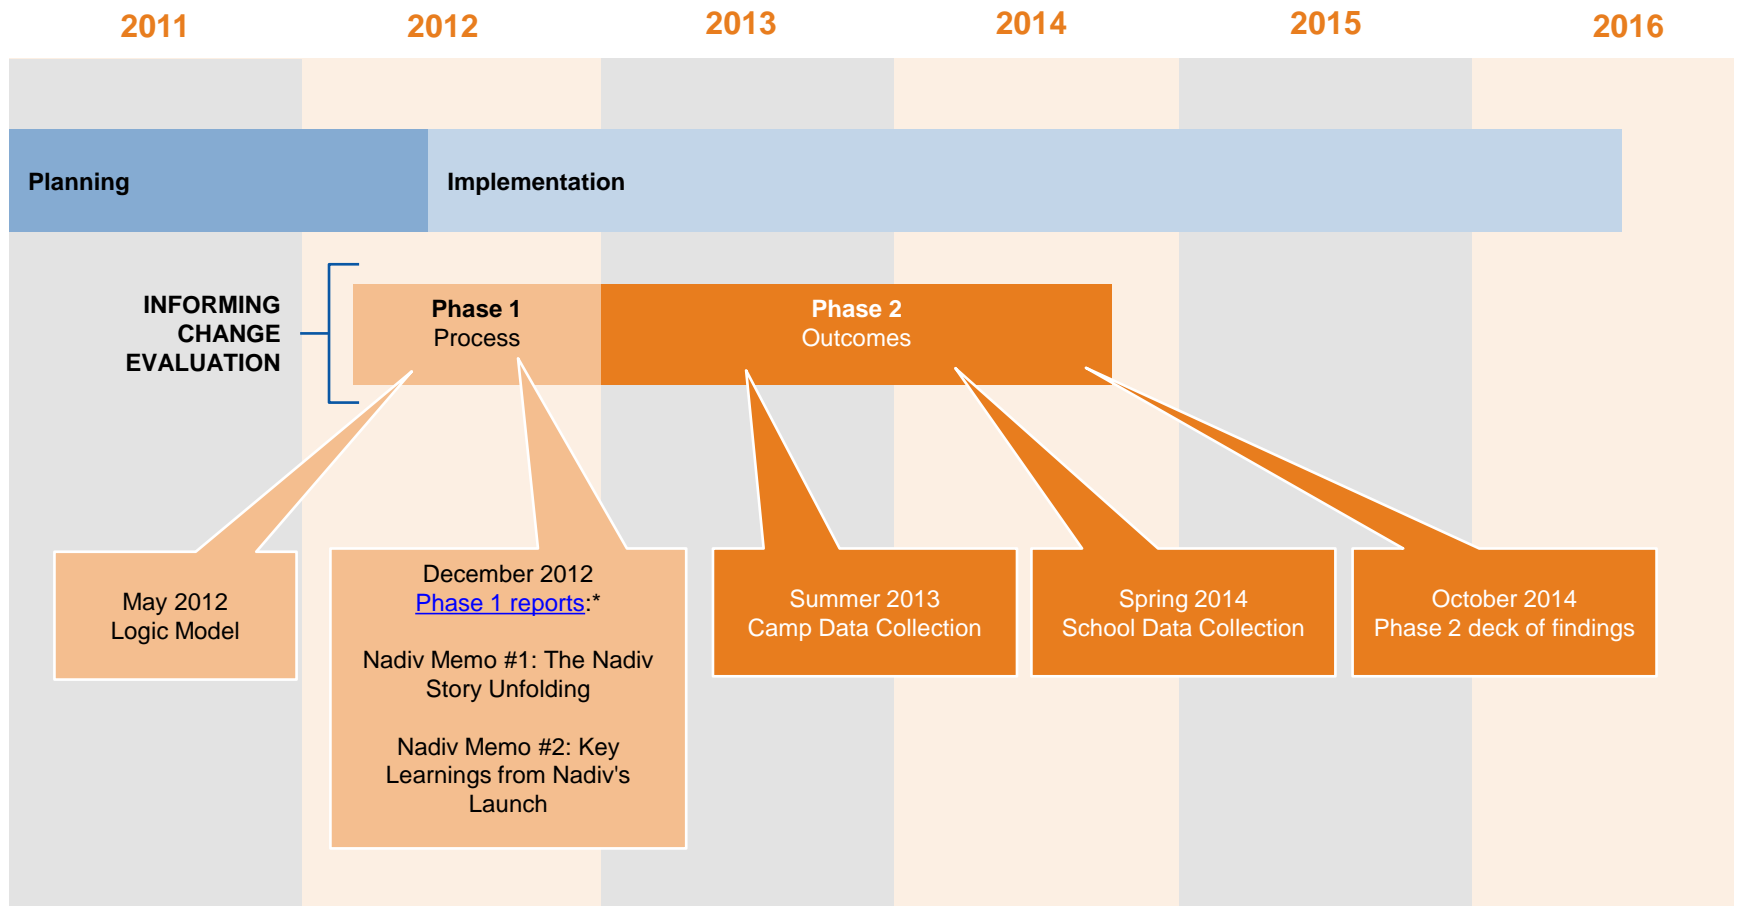 2011
2012
2013
2014
2015
2016
Planning
Implementation
INFORMING
CHANGE
EVALUATION
Phase 1
Process
Phase 2
Outcomes
May 2012
Logic Model
December 2012
Phase 1 reports:*
Nadiv Memo #1: The Nadiv
Story Unfolding
Nadiv Memo #2: Key
Learnings from Nadiv's
Launch
Summer 2013
Camp Data Collection
Spring 2014
School Data Collection
October 2014
Phase 2 deck of findings